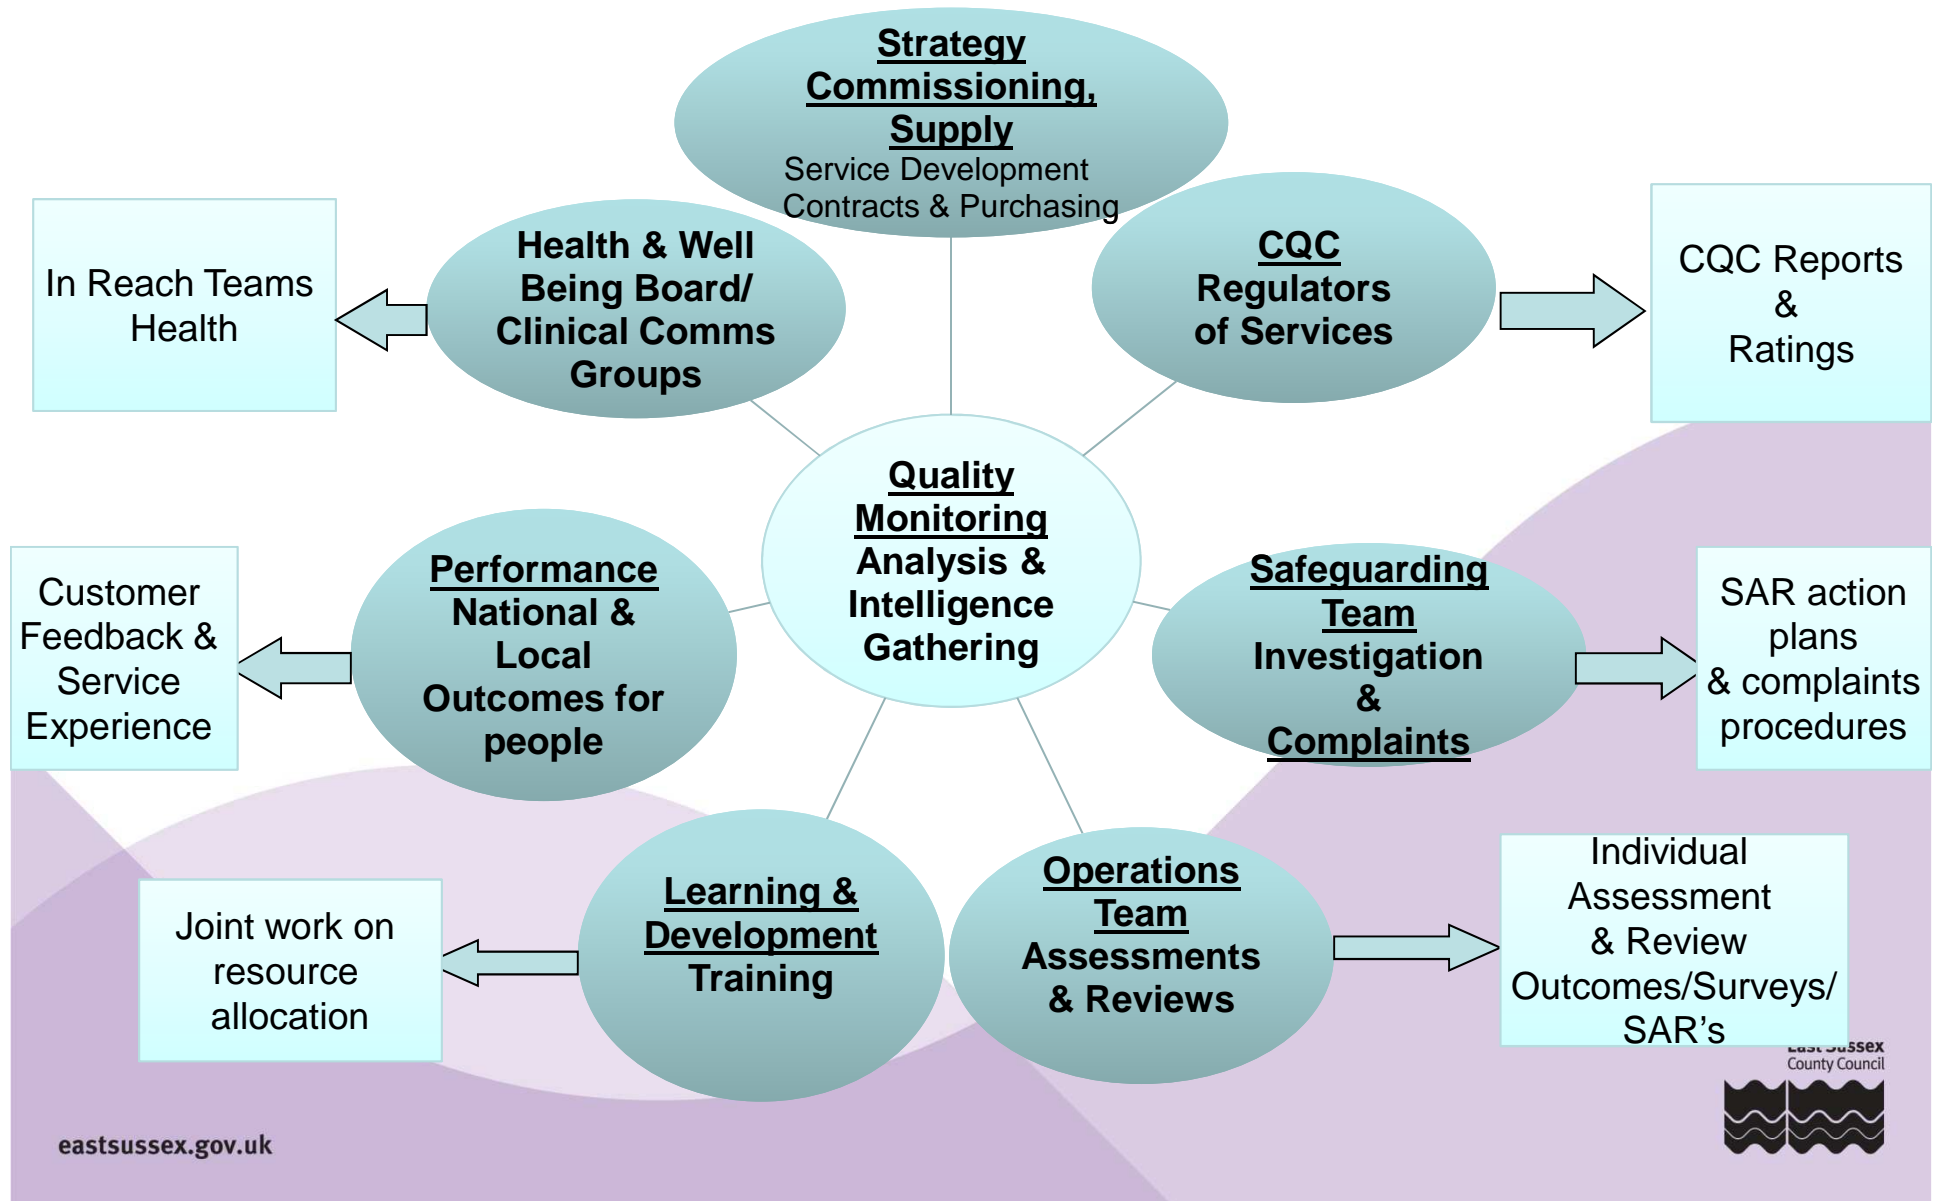 Strategy
Commissioning,
Supply
Service Development
Contracts & Purchasing
In Reach Teams
Health
Health & Well
Being Board/
Clinical Comms
Groups
CQC
Regulators
of Services
CQC Reports
&
Ratings
Quality
Monitoring
Analysis &
Intelligence
Gathering
Customer
Feedback &
Service
Experience
Performance
National &
Local
Outcomes for
people
Safeguarding
Team
Investigation
&
Complaints
SAR action
plans
& complaints
procedures
Joint work on
resource
allocation
Learning &
Development
Training
Operations
Team
Assessments
& Reviews
Individual
Assessment
& Review
Outcomes/Surveys/
SAR’s
East Sussex
County Council
eastsussex.gov.uk